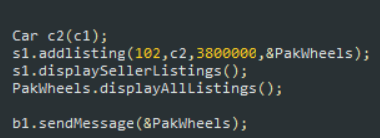 Car c2(c1);
s1.addlisting(102,c2,3800000,&PakWheels);
s1.displaySellerListings();
PakWheels.displayAllListings();
b1.sendMessage(&PakWheels);